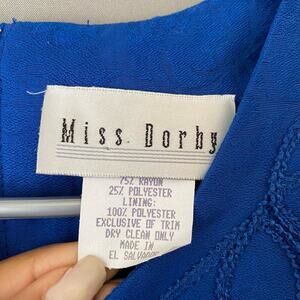 Miss Dorby
75% RAYON
25% POLYESTER
LINING:
100% POLYESTER
EXCLUSIVE OF TRIM
DRY CLEAN ONLY
MADE IN
EL SALVADOR